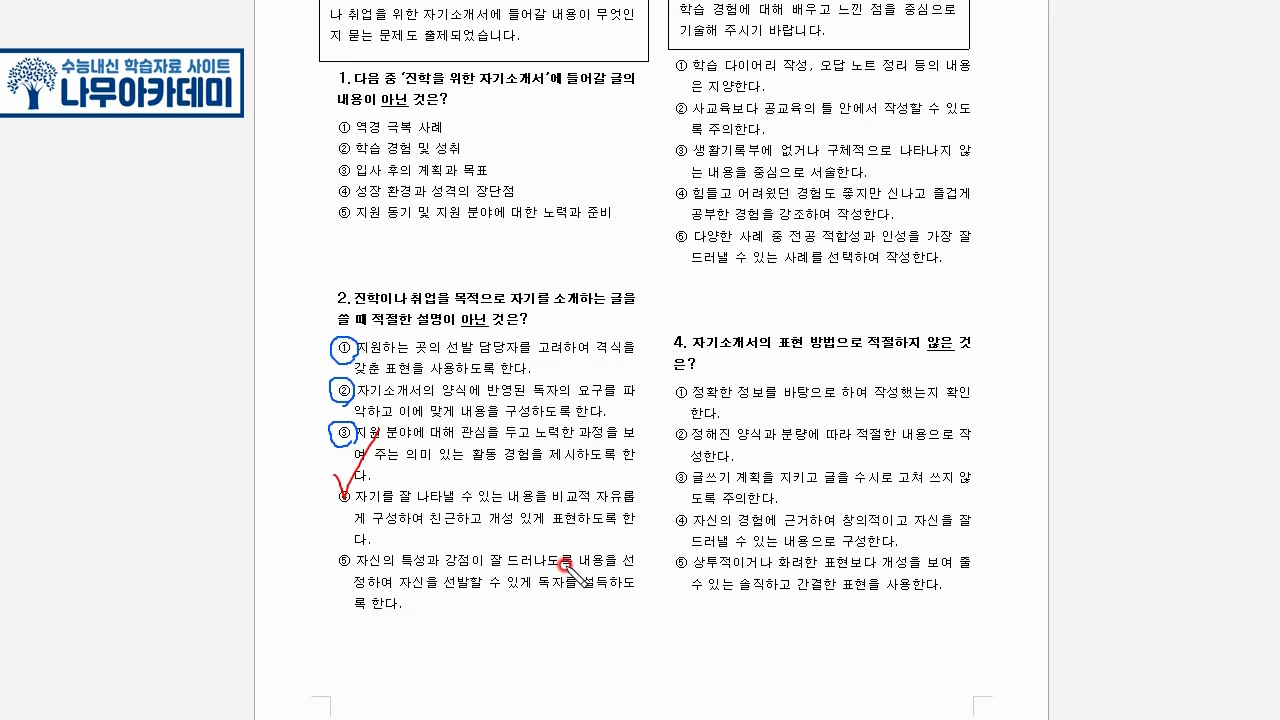 수능내신 학습자료 사이트
나무아카데미
나 취업을 위한 자기소개서에 들어갈 내용이 무엇인
지 묻는 문제도 출제되었습니다.
1. 다음 중 ‘진학을 위한 자기소개서’에 들어갈 글의
내용이 아닌 것은?
① 역경 극복 사례
② 학습 경험 및 성취
③ 입사 후의 계획과 목표
④ 성장 환경과 성격의 장단점
⑤ 지원 동기 및 지원 분야에 대한 노력과 준비
2. 진학이나 취업을 목적으로 자기를 소개하는 글을
쓸 때 적절한 설명이 아닌 것은?
① 지원하는 곳의 선발 담당자를 고려하여 격식을
갖춘 표현을 사용하도록 한다.
② 자기소개서의 양식에 반영된 독자의 요구를 파
악하고 이에 맞게 내용을 구성하도록 한다.
③ 지원 분야에 대해 관심을 두고 노력한 과정을 보
여 주는 의미 있는 활동 경험을 제시하도록 한
다.
④ 자기를 잘 나타낼 수 있는 내용을 비교적 자유롭
게 구성하여 친근하고 개성 있게 표현하도록 한
다.
⑤ 자신의 특성과 강점이 잘 드러나도록 내용을 선
정하여 자신을 선발할 수 있게 독자를 설득하도
록 한다.
학습 경험에 대해 배우고 느낀 점을 중심으로
기술해 주시기 바랍니다.
① 학습 다이어리 작성, 오답 노트 정리 등의 내용
은 지양한다.
② 사교육보다 공교육의 틀 안에서 작성할 수 있도
록 주의한다.
③ 생활기록부에 없거나 구체적으로 나타나지 않
는 내용을 중심으로 서술한다.
④ 힘들고 어려웠던 경험도 좋지만 신나고 즐겁게
공부한 경험을 강조하여 작성한다.
⑤ 다양한 사례 중 전공 적합성과 인성을 가장 잘
드러낼 수 있는 사례를 선택하여 작성한다.
4. 자기소개서의 표현 방법으로 적절하지 않은 것
은?
① 정확한 정보를 바탕으로 하여 작성했는지 확인
한다.
② 정해진 양식과 분량에 따라 적절한 내용으로 작
성한다.
③ 글쓰기 계획을 지키고 글을 수시로 고쳐 쓰지 않
도록 주의한다.
④ 자신의 경험에 근거하여 창의적이고 자신을 잘
드러낼 수 있는 내용으로 구성한다.
⑤ 상투적이거나 화려한 표현보다 개성을 보여 줄
수 있는 솔직하고 간결한 표현을 사용한다.